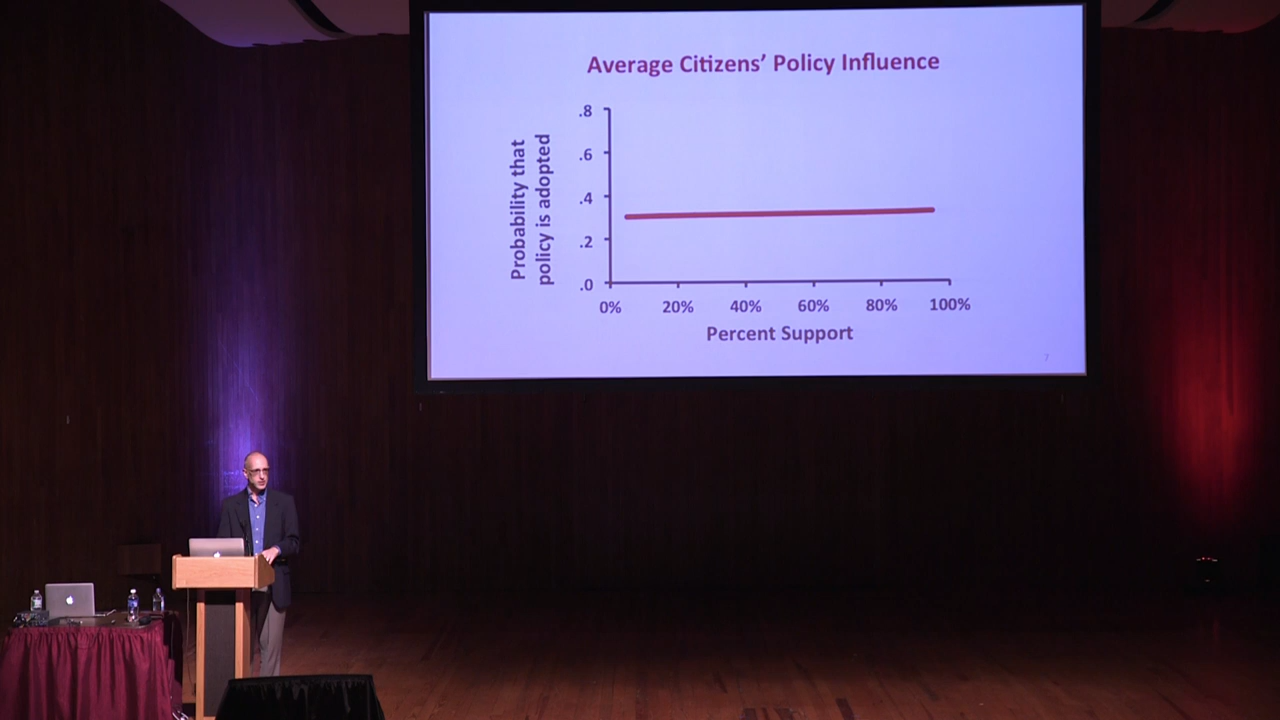 Average Citizens’ Policy Influence
Probability that
policy is adopted
.8
.6
.4
.2
.0
0% 20% 40% 60% 80% 100%
Percent Support
7